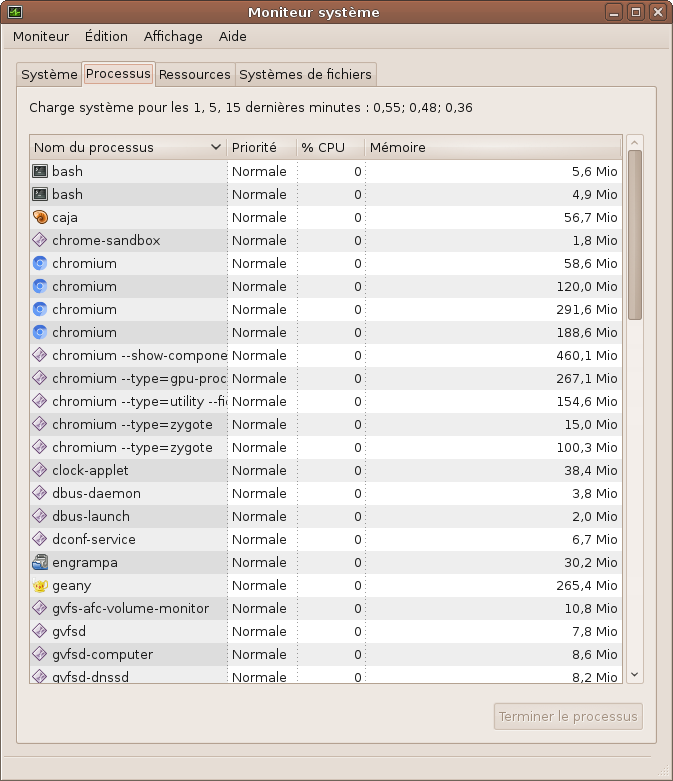 Moniteur système
Moniteur Édition Affichage Aide
Système Processus Ressources Systèmes de fichiers
Charge système pour les 1, 5, 15 dernières minutes : 0,55; 0,48; 0,36
Nom du processus Priorité % CPU Mémoire
bash Normale 0 5,6 Mio
bash Normale 0 4,9 Mio
caja Normale 0 56,7 Mio
chrome-sandbox Normale 0 1,8 Mio
chromium Normale 0 58,6 Mio
chromium Normale 0 120,0 Mio
chromium Normale 0 291,6 Mio
chromium Normale 0 188,6 Mio
chromium --show-compone Normale 0 460,1 Mio
chromium --type=gpu-proc Normale 0 267,1 Mio
chromium --type=utility --fi Normale 0 154,6 Mio
chromium --type=zygote Normale 0 15,0 Mio
chromium --type=zygote Normale 0 100,3 Mio
clock-applet Normale 0 38,4 Mio
dbus-daemon Normale 0 3,8 Mio
dbus-launch Normale 0 2,0 Mio
dconf-service Normale 0 6,7 Mio
engrampa Normale 0 30,2 Mio
geany Normale 0 265,4 Mio
gvfs-afc-volume-monitor Normale 0 10,8 Mio
gvfsd Normale 0 7,8 Mio
gvfsd-computer Normale 0 8,6 Mio
gvfsd-dnssd Normale 0 8,2 Mio
Terminer le processus